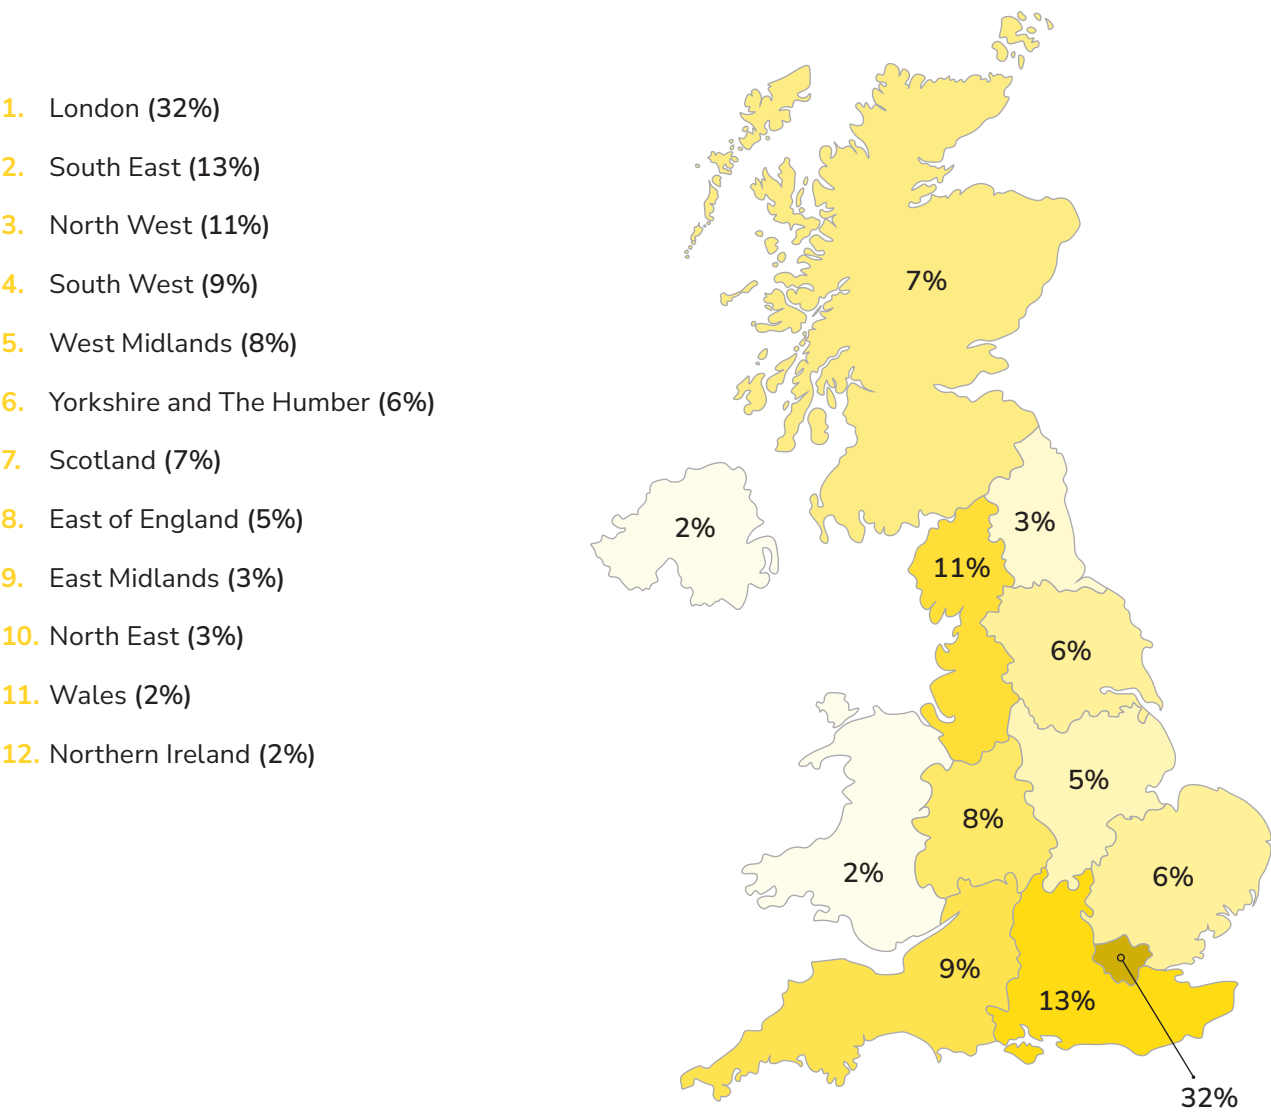 1. London (32%)
2. South East (13%)
3. North West (11%)
4. South West (9%)
5. West Midlands (8%)
6. Yorkshire and The Humber (6%)
7. Scotland (7%)
8. East of England (5%)
9. East Midlands (3%)
10. North East (3%)
11. Wales (2%)
12. Northern Ireland (2%)
7%
2%
3%
11%
6%
5%
8%
2%
6%
9%
13%
32%